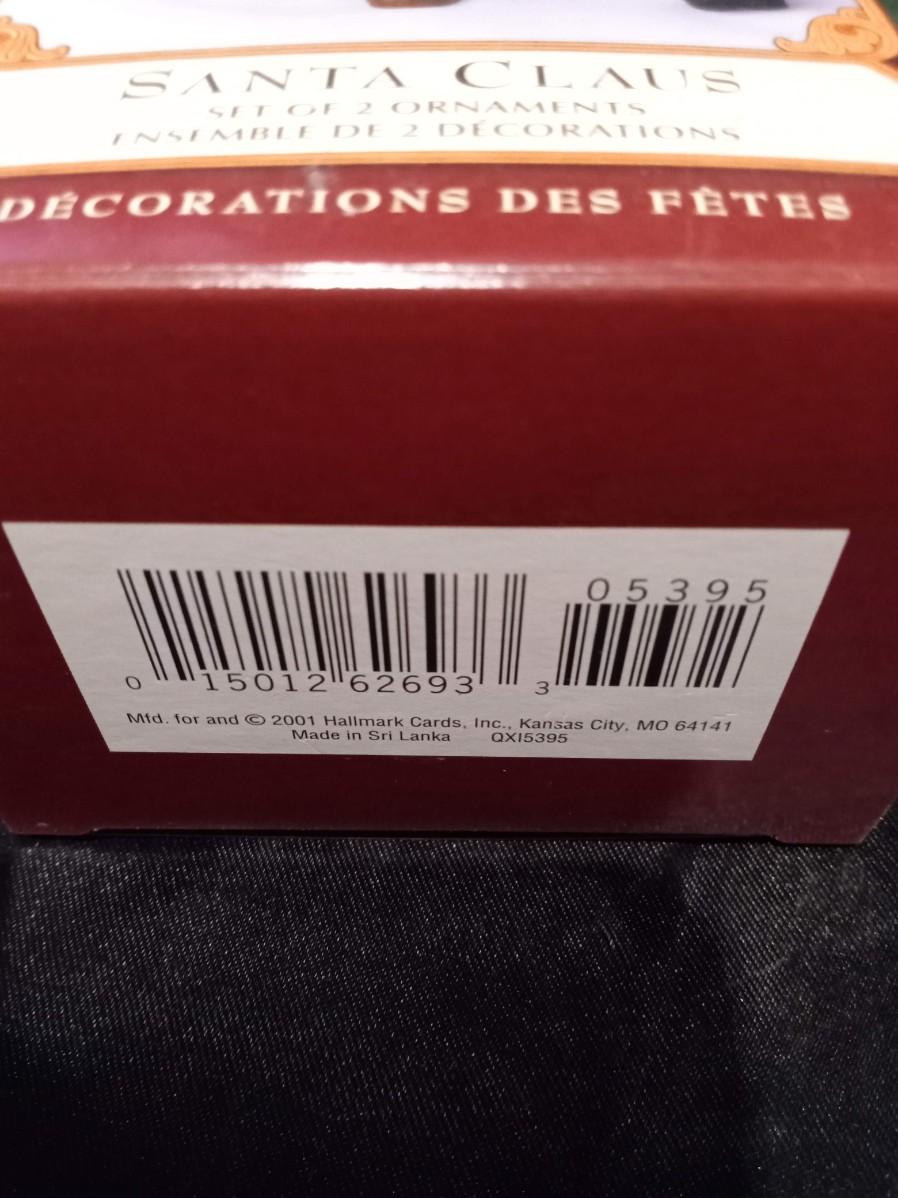 SANTA CLAUS
SET OF 2 ORNAMENTS
ENSEMBLE DE 2 DÉCORATIONS
DÉCORATIONS DES FÊTES
05395
0 15012 62693 3
Mfd. for and © 2001 Hallmark Cards, Inc., Kansas City, MO 64141
Made in Sri Lanka QXI5395